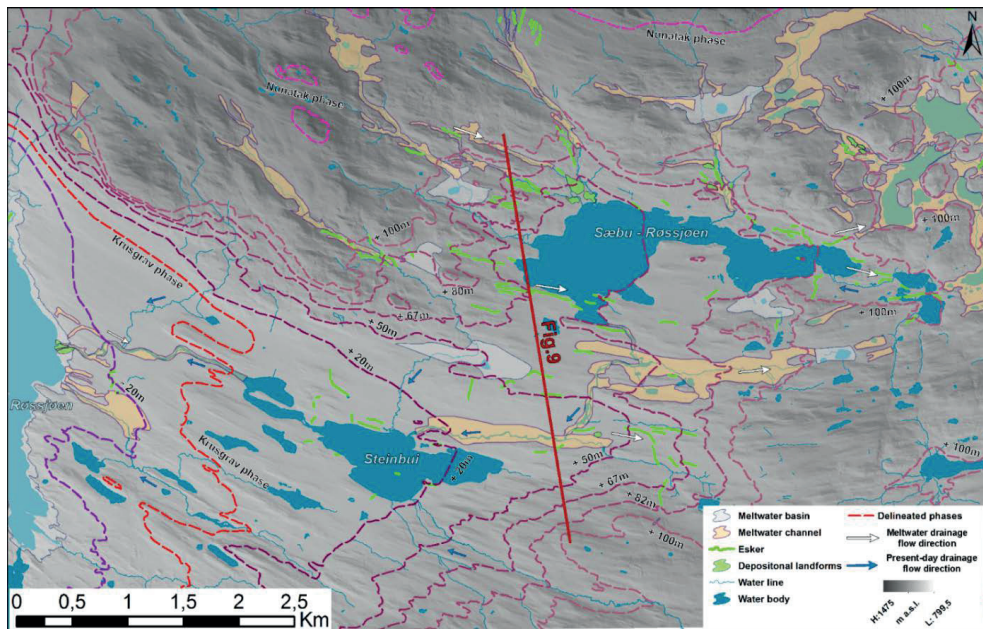 Nunatak phase
N
Nunatak phase
+ 100m
+ 100m
Sæbu - Røssjøen
+ 100m
Krusgrav phase
+ 80m
+ 67m
+ 100m
+ 50m
Fig.9
+ 20m
- 20m
Røssjøen
Krusgrav phase
Steinbui
+ 20m
+ 50m
+ 67m
+ 82m
+ 100m
+ 100m
Meltwater basin
Meltwater channel
Esker
Depositonal landforms
Water line
Water body
Delineated phases
Meltwater drainage
flow direction
Present-day drainage
flow direction
H:1475 m a.s.l. L: 799,5
0 0,5 1 1,5 2 2,5
Km